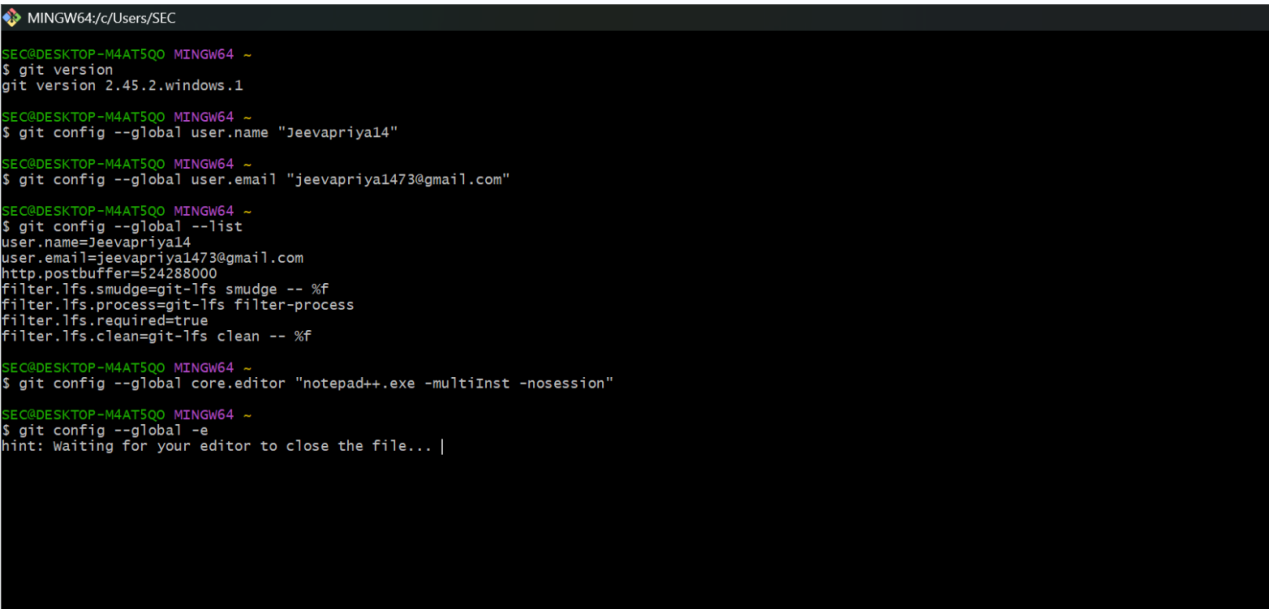 MINGW64:/c/Users/SEC
SEC@DESKTOP-M4AT5QO MINGW64 ~
$ git version
git version 2.45.2.windows.1
SEC@DESKTOP-M4AT5QO MINGW64 ~
$ git config --global user.name "Jeevapriya14"
SEC@DESKTOP-M4AT5QO MINGW64 ~
$ git config --global user.email "jeevapriya1473@gmail.com"
SEC@DESKTOP-M4AT5QO MINGW64 ~
$ git config --global --list
user.name=Jeevapriya14
user.email=jeevapriya1473@gmail.com
http.postbuffer=524288000
filter.lfs.smudge=git-lfs smudge -- %f
filter.lfs.process=git-lfs filter-process
filter.lfs.required=true
filter.lfs.clean=git-lfs clean -- %f
SEC@DESKTOP-M4AT5QO MINGW64 ~
$ git config --global core.editor "notepad++.exe -multiInst -nosession"
SEC@DESKTOP-M4AT5QO MINGW64 ~
$ git config --global -e
hint: Waiting for your editor to close the file...